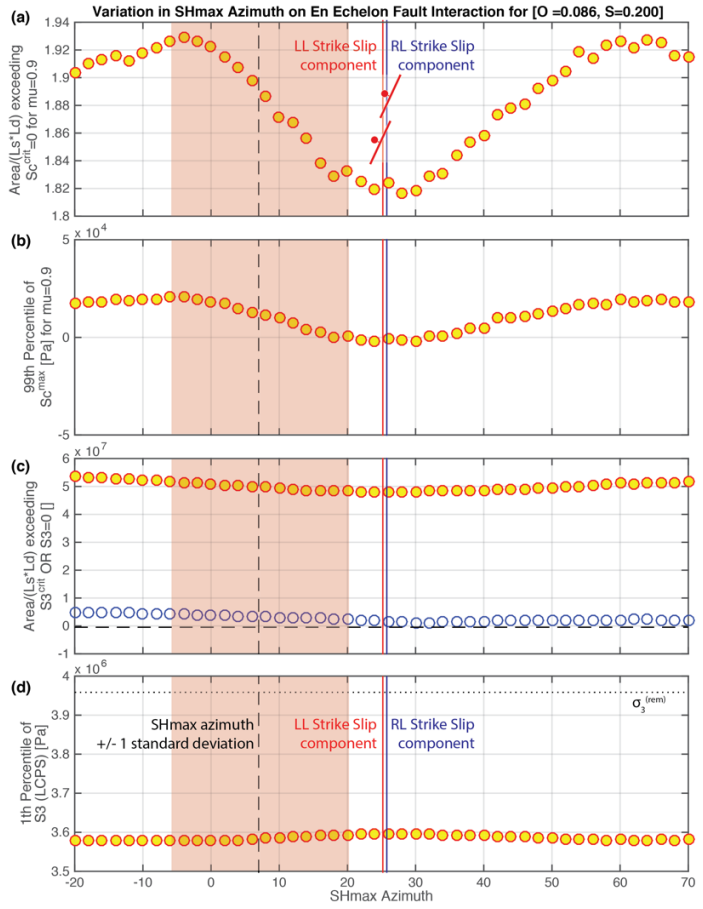 Variation in SHmax Azimuth on En Echelon Fault Interaction for [O =0.086, S=0.200]
(a)
1.94
1.92
1.9
1.88
1.86
1.84
1.82
1.8
Area/(Ls*Ld) exceeding
Sc^crit=0 for mu=0.9
LL Strike Slip
component
RL Strike Slip
component
(b)
x 10^4
5
0
-5
99th Percentile of
Sc^max [Pa] for mu=0.9
(c)
x 10^7
6
5
4
3
2
1
0
-1
Area/(Ls*Ld) exceeding
S3^crit OR S3=0 []
(d)
x 10^6
4
3.9
3.8
3.7
3.6
3.5
1th Percentile of
S3 (LCPS) [Pa]
σ3^(rem)
SHmax azimuth
+/- 1 standard deviation
LL Strike Slip
component
RL Strike Slip
component
-20 -10 0 10 20 30 40 50 60 70
SHmax Azimuth